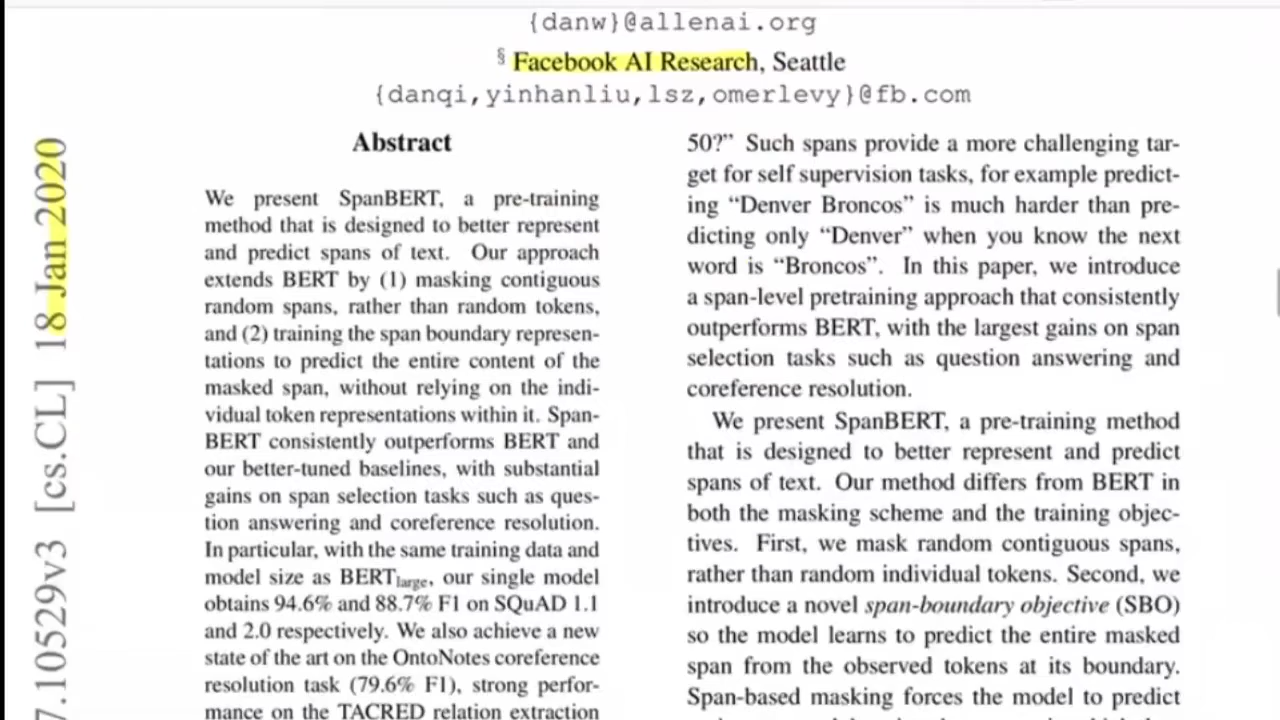 {danw}@allenai.org
§ Facebook AI Research, Seattle
{danqi,yinhanliu,lsz,omerlevy}@fb.com
7.10529v3 [cs.CL] 18 Jan 2020
Abstract
We present SpanBERT, a pre-training
method that is designed to better represent
and predict spans of text. Our approach
extends BERT by (1) masking contiguous
random spans, rather than random tokens,
and (2) training the span boundary represen-
tations to predict the entire content of the
masked span, without relying on the indi-
vidual token representations within it. Span-
BERT consistently outperforms BERT and
our better-tuned baselines, with substantial
gains on span selection tasks such as ques-
tion answering and coreference resolution.
In particular, with the same training data and
model size as BERTlarge, our single model
obtains 94.6% and 88.7% F1 on SQuAD 1.1
and 2.0 respectively. We also achieve a new
state of the art on the OntoNotes coreference
resolution task (79.6% F1), strong perfor-
mance on the TACRED relation extraction
50?” Such spans provide a more challenging tar-
get for self supervision tasks, for example predict-
ing “Denver Broncos” is much harder than pre-
dicting only “Denver” when you know the next
word is “Broncos”. In this paper, we introduce
a span-level pretraining approach that consistently
outperforms BERT, with the largest gains on span
selection tasks such as question answering and
coreference resolution.
We present SpanBERT, a pre-training method
that is designed to better represent and predict
spans of text. Our method differs from BERT in
both the masking scheme and the training objec-
tives. First, we mask random contiguous spans,
rather than random individual tokens. Second, we
introduce a novel span-boundary objective (SBO)
so the model learns to predict the entire masked
span from the observed tokens at its boundary.
Span-based masking forces the model to predict